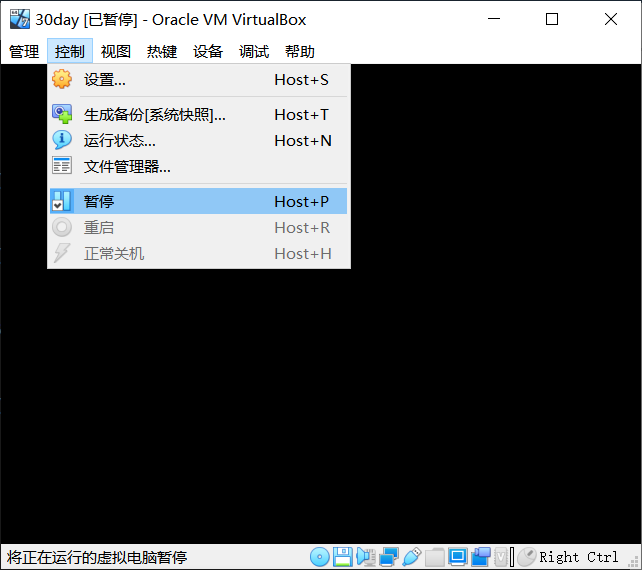 30day [已暂停] - Oracle VM VirtualBox
管理 控制 视图 热键 设备 调试 帮助
设置... Host+S
生成备份[系统快照]... Host+T
运行状态... Host+N
文件管理器...
暂停 Host+P
重启 Host+R
正常关机 Host+H
将正在运行的虚拟电脑暂停 Right Ctrl